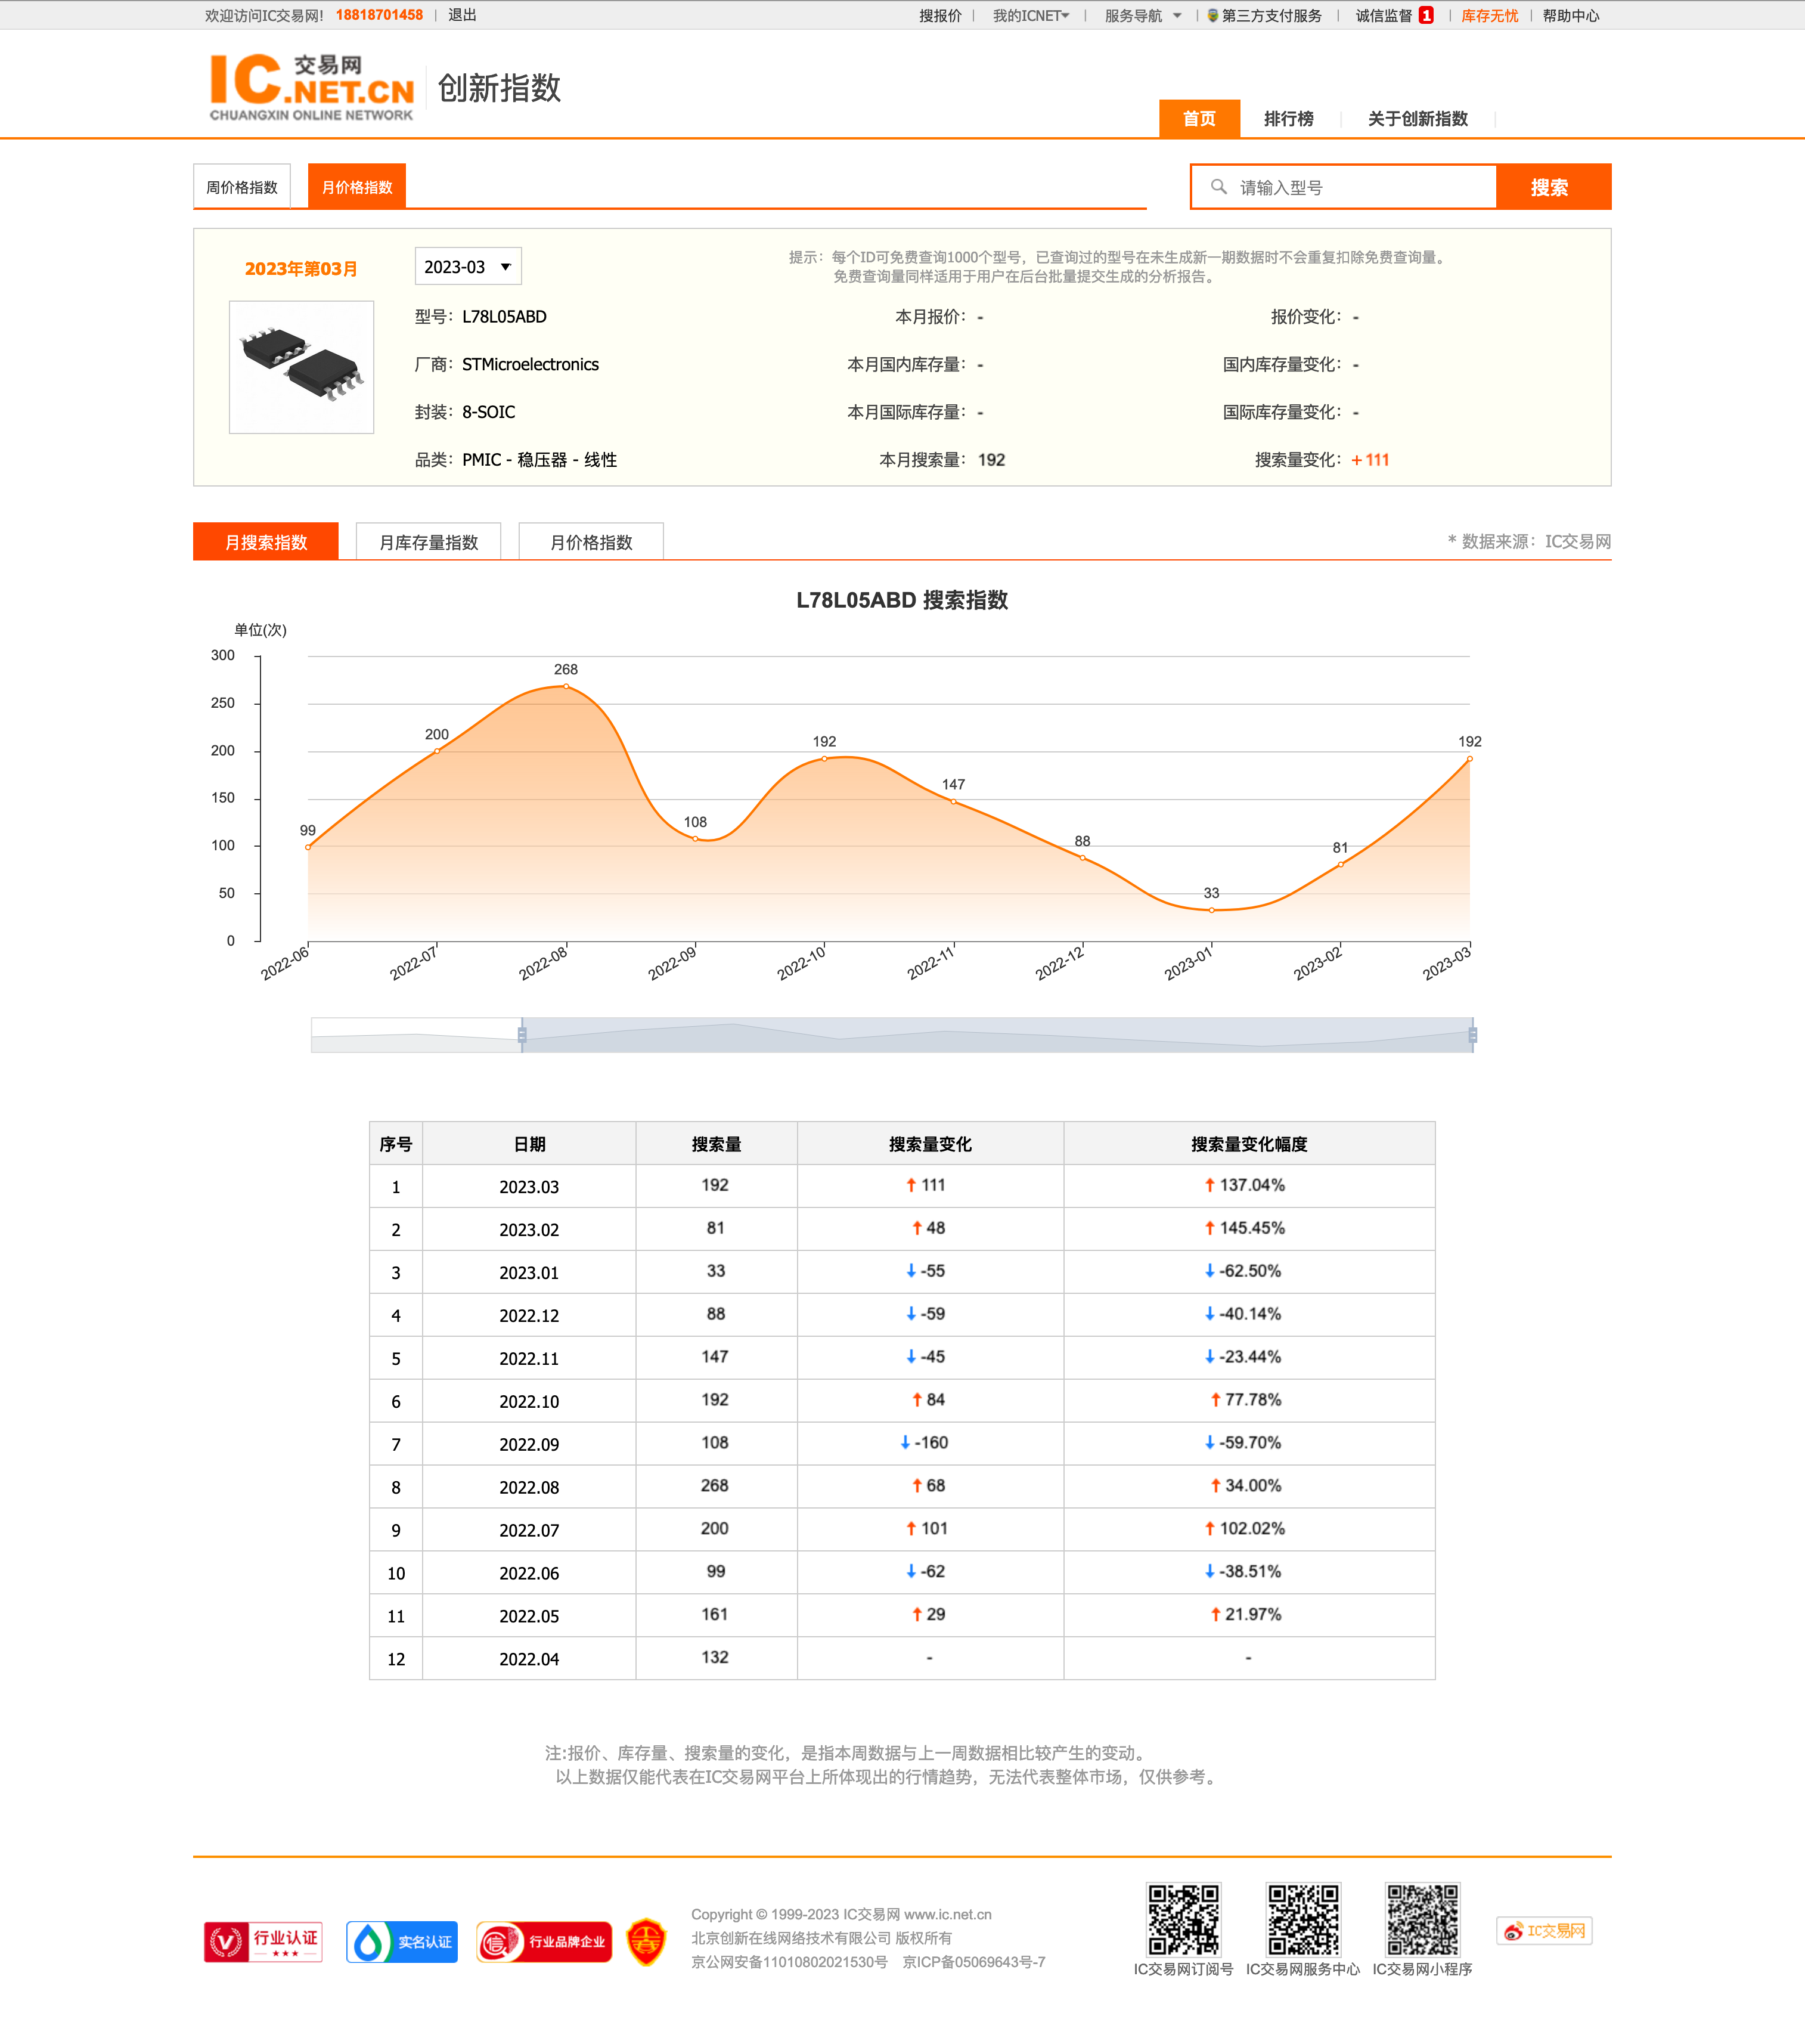 欢迎访问IC交易网! 18818701458 | 退出
搜报价 | 我的ICNET | 服务导航 | 第三方支付服务 | 诚信监督 1 | 库存无忧 | 帮助中心
IC 交易网
.NET.CN
CHUANGXIN ONLINE NETWORK
创新指数
首页 排行榜 关于创新指数
周价格指数 月价格指数
请输入型号 搜索
2023年第03月 2023-03
提示：每个ID可免费查询1000个型号，已查询过的型号在未生成新一期数据时不会重复扣除免费查询量。
免费查询量同样适用于用户在后台批量提交生成的分析报告。
型号：L78L05ABD 本月报价：- 报价变化：-
厂商：STMicroelectronics 本月国内库存量：- 国内库存量变化：-
封装：8-SOIC 本月国际库存量：- 国际库存量变化：-
品类：PMIC - 稳压器 - 线性 本月搜索量：192 搜索量变化：+111
月搜索指数 月库存量指数 月价格指数 * 数据来源：IC交易网
L78L05ABD 搜索指数
单位(次)
300
250
200
150
100
50
0
99 200 268 108 192 147 88 33 81 192
2022-06 2022-07 2022-08 2022-09 2022-10 2022-11 2022-12 2023-01 2023-02 2023-03
序号 日期 搜索量 搜索量变化 搜索量变化幅度
1 2023.03 192 ↑ 111 ↑ 137.04%
2 2023.02 81 ↑ 48 ↑ 145.45%
3 2023.01 33 ↓ -55 ↓ -62.50%
4 2022.12 88 ↓ -59 ↓ -40.14%
5 2022.11 147 ↓ -45 ↓ -23.44%
6 2022.10 192 ↑ 84 ↑ 77.78%
7 2022.09 108 ↓ -160 ↓ -59.70%
8 2022.08 268 ↑ 68 ↑ 34.00%
9 2022.07 200 ↑ 101 ↑ 102.02%
10 2022.06 99 ↓ -62 ↓ -38.51%
11 2022.05 161 ↑ 29 ↑ 21.97%
12 2022.04 132 - -
注:报价、库存量、搜索量的变化，是指本周数据与上一周数据相比较产生的变动。
以上数据仅能代表在IC交易网平台上所体现出的行情趋势，无法代表整体市场，仅供参考。
行业认证 实名认证 信 行业品牌企业
Copyright © 1999-2023 IC交易网 www.ic.net.cn
北京创新在线网络技术有限公司 版权所有
京公网安备11010802021530号 京ICP备05069643号-7
IC交易网订阅号 IC交易网服务中心 IC交易网小程序
IC交易网